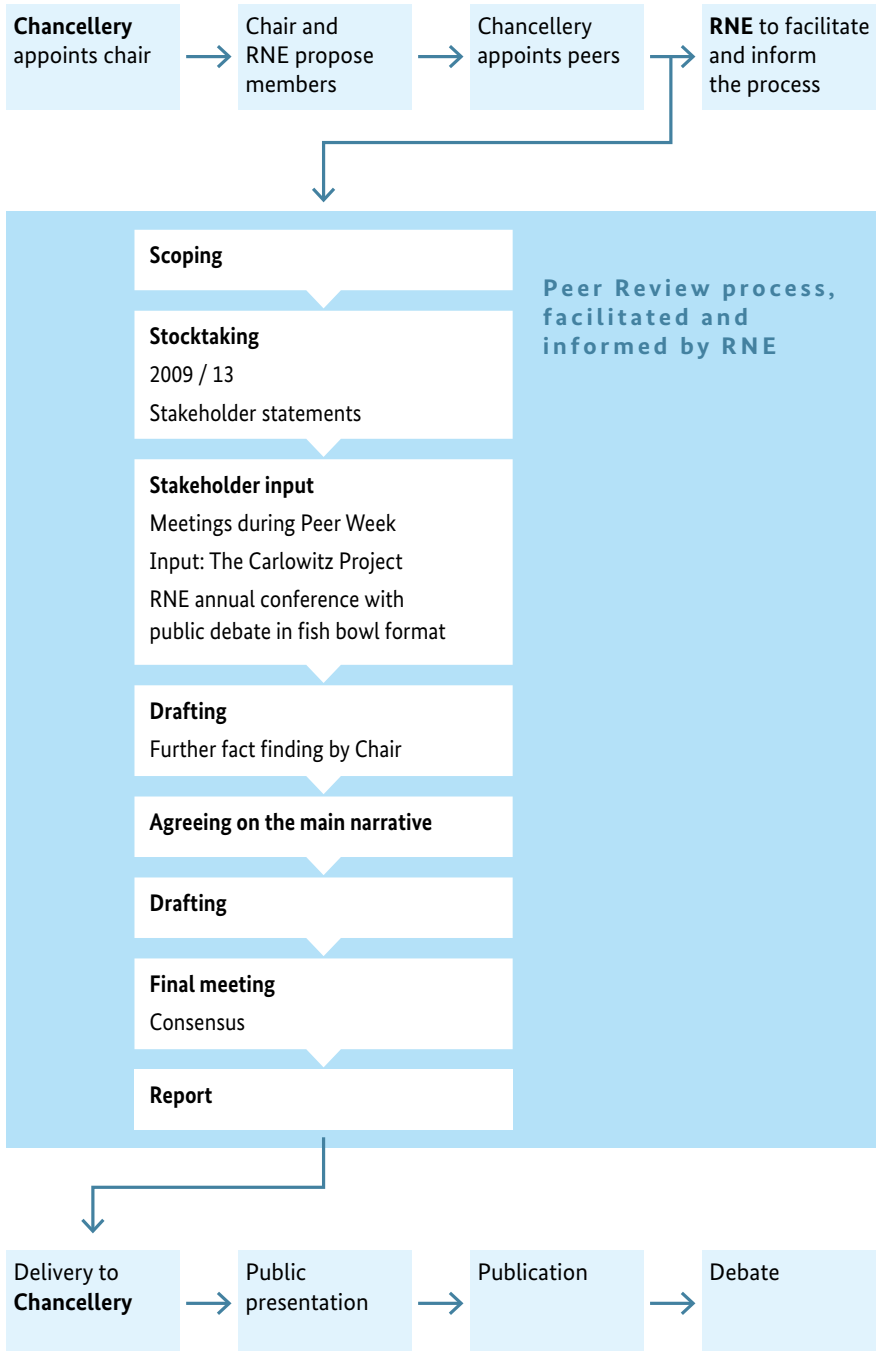 Chancellery
appoints chair
Chair and
RNE propose
members
Chancellery
appoints peers
RNE to facilitate
and inform
the process
Scoping
Peer Review process,
facilitated and
informed by RNE
Stocktaking
2009 / 13
Stakeholder statements
Stakeholder input
Meetings during Peer Week
Input: The Carlowitz Project
RNE annual conference with
public debate in fish bowl format
Drafting
Further fact finding by Chair
Agreeing on the main narrative
Drafting
Final meeting
Consensus
Report
Delivery to
Chancellery
Public
presentation
Publication
Debate